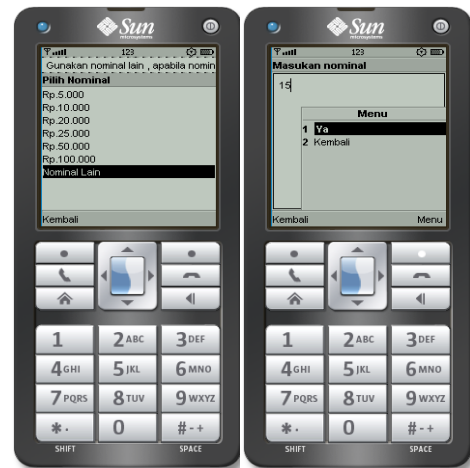 Sun
microsystems
123
Gunakan nominal lain , apabila nomin
Pilih Nominal
Rp.5.000
Rp.10.000
Rp.20.000
Rp.25.000
Rp.50.000
Rp.100.000
Nominal Lain
Kembali
1
2 ABC
3 DEF
4 GHI
5 JKL
6 MNO
7 PQRS
8 TUV
9 WXYZ
* .
0
# - +
SHIFT
SPACE
Sun
microsystems
123
Masukan nominal
15
Menu
1 Ya
2 Kembali
Kembali
Menu
1
2 ABC
3 DEF
4 GHI
5 JKL
6 MNO
7 PQRS
8 TUV
9 WXYZ
* .
0
# - +
SHIFT
SPACE